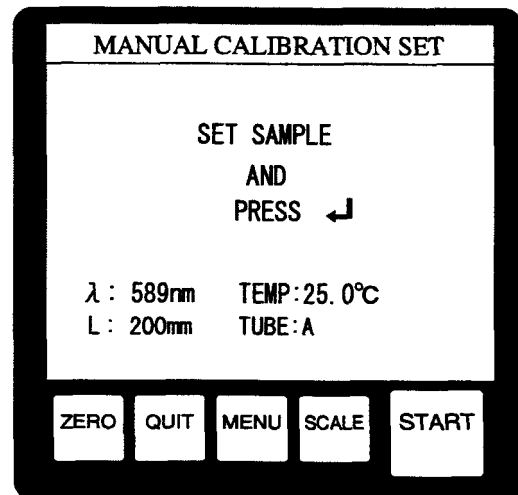 MANUAL CALIBRATION SET
SET SAMPLE
AND
PRESS ↵
λ: 589nm TEMP:25.0℃
L: 200mm TUBE:A
ZERO QUIT MENU SCALE START